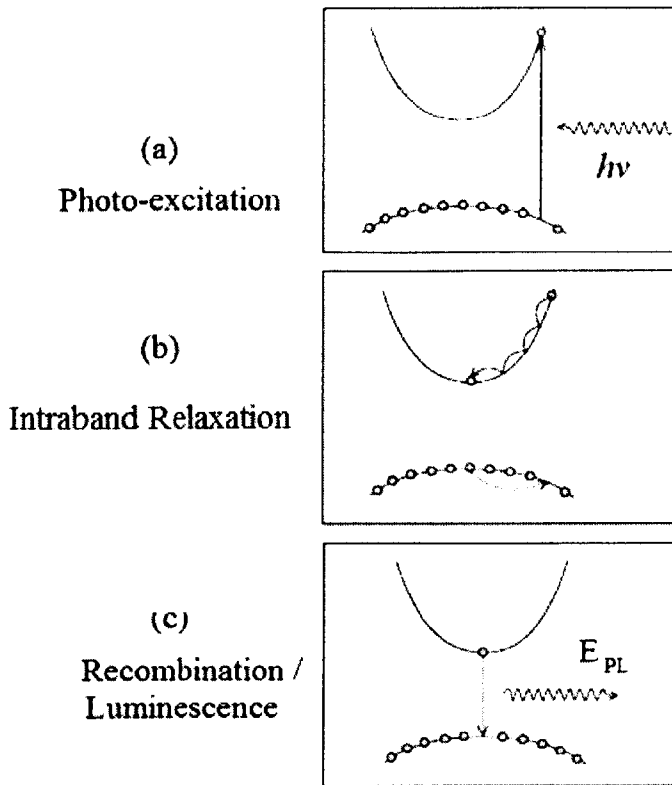 (a)
Photo-excitation
hν
(b)
Intraband Relaxation
(c)
Recombination /
Luminescence
E PL